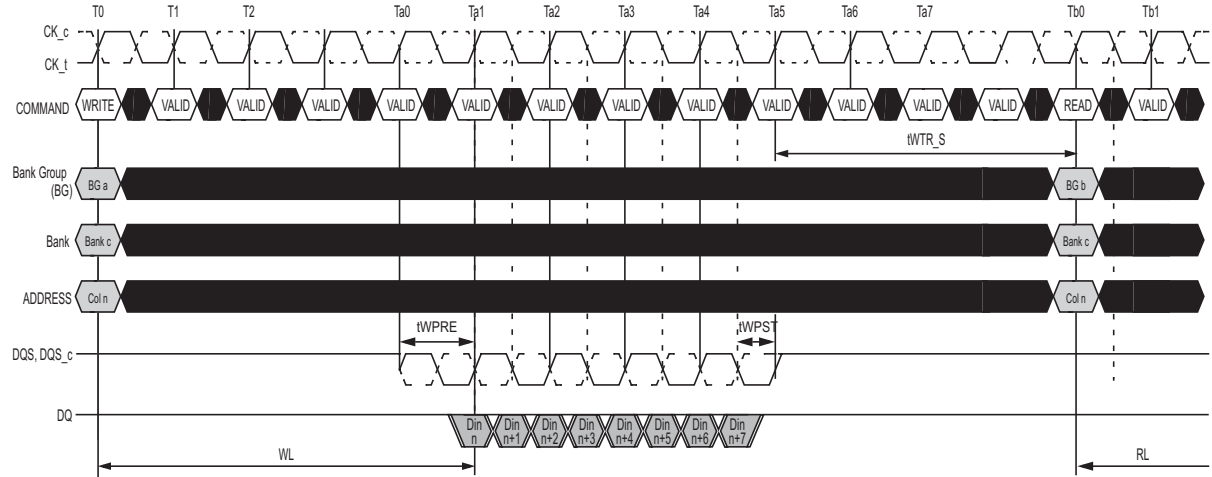 T0 T1 T2 Ta0 Ta1 Ta2 Ta3 Ta4 Ta5 Ta6 Ta7 Tb0 Tb1
CK_c
CK_t
COMMAND WRITE VALID VALID VALID VALID VALID VALID VALID VALID VALID VALID VALID VALID READ VALID
tWTR_S
Bank Group
(BG) BG a BG b
Bank Bank c Bank c
ADDRESS Col n Col n
tWPRE tWPST
DQS, DQS_c
DQ Din Din Din Din Din Din Din Din
n n+1 n+2 n+3 n+4 n+5 n+6 n+7
WL RL